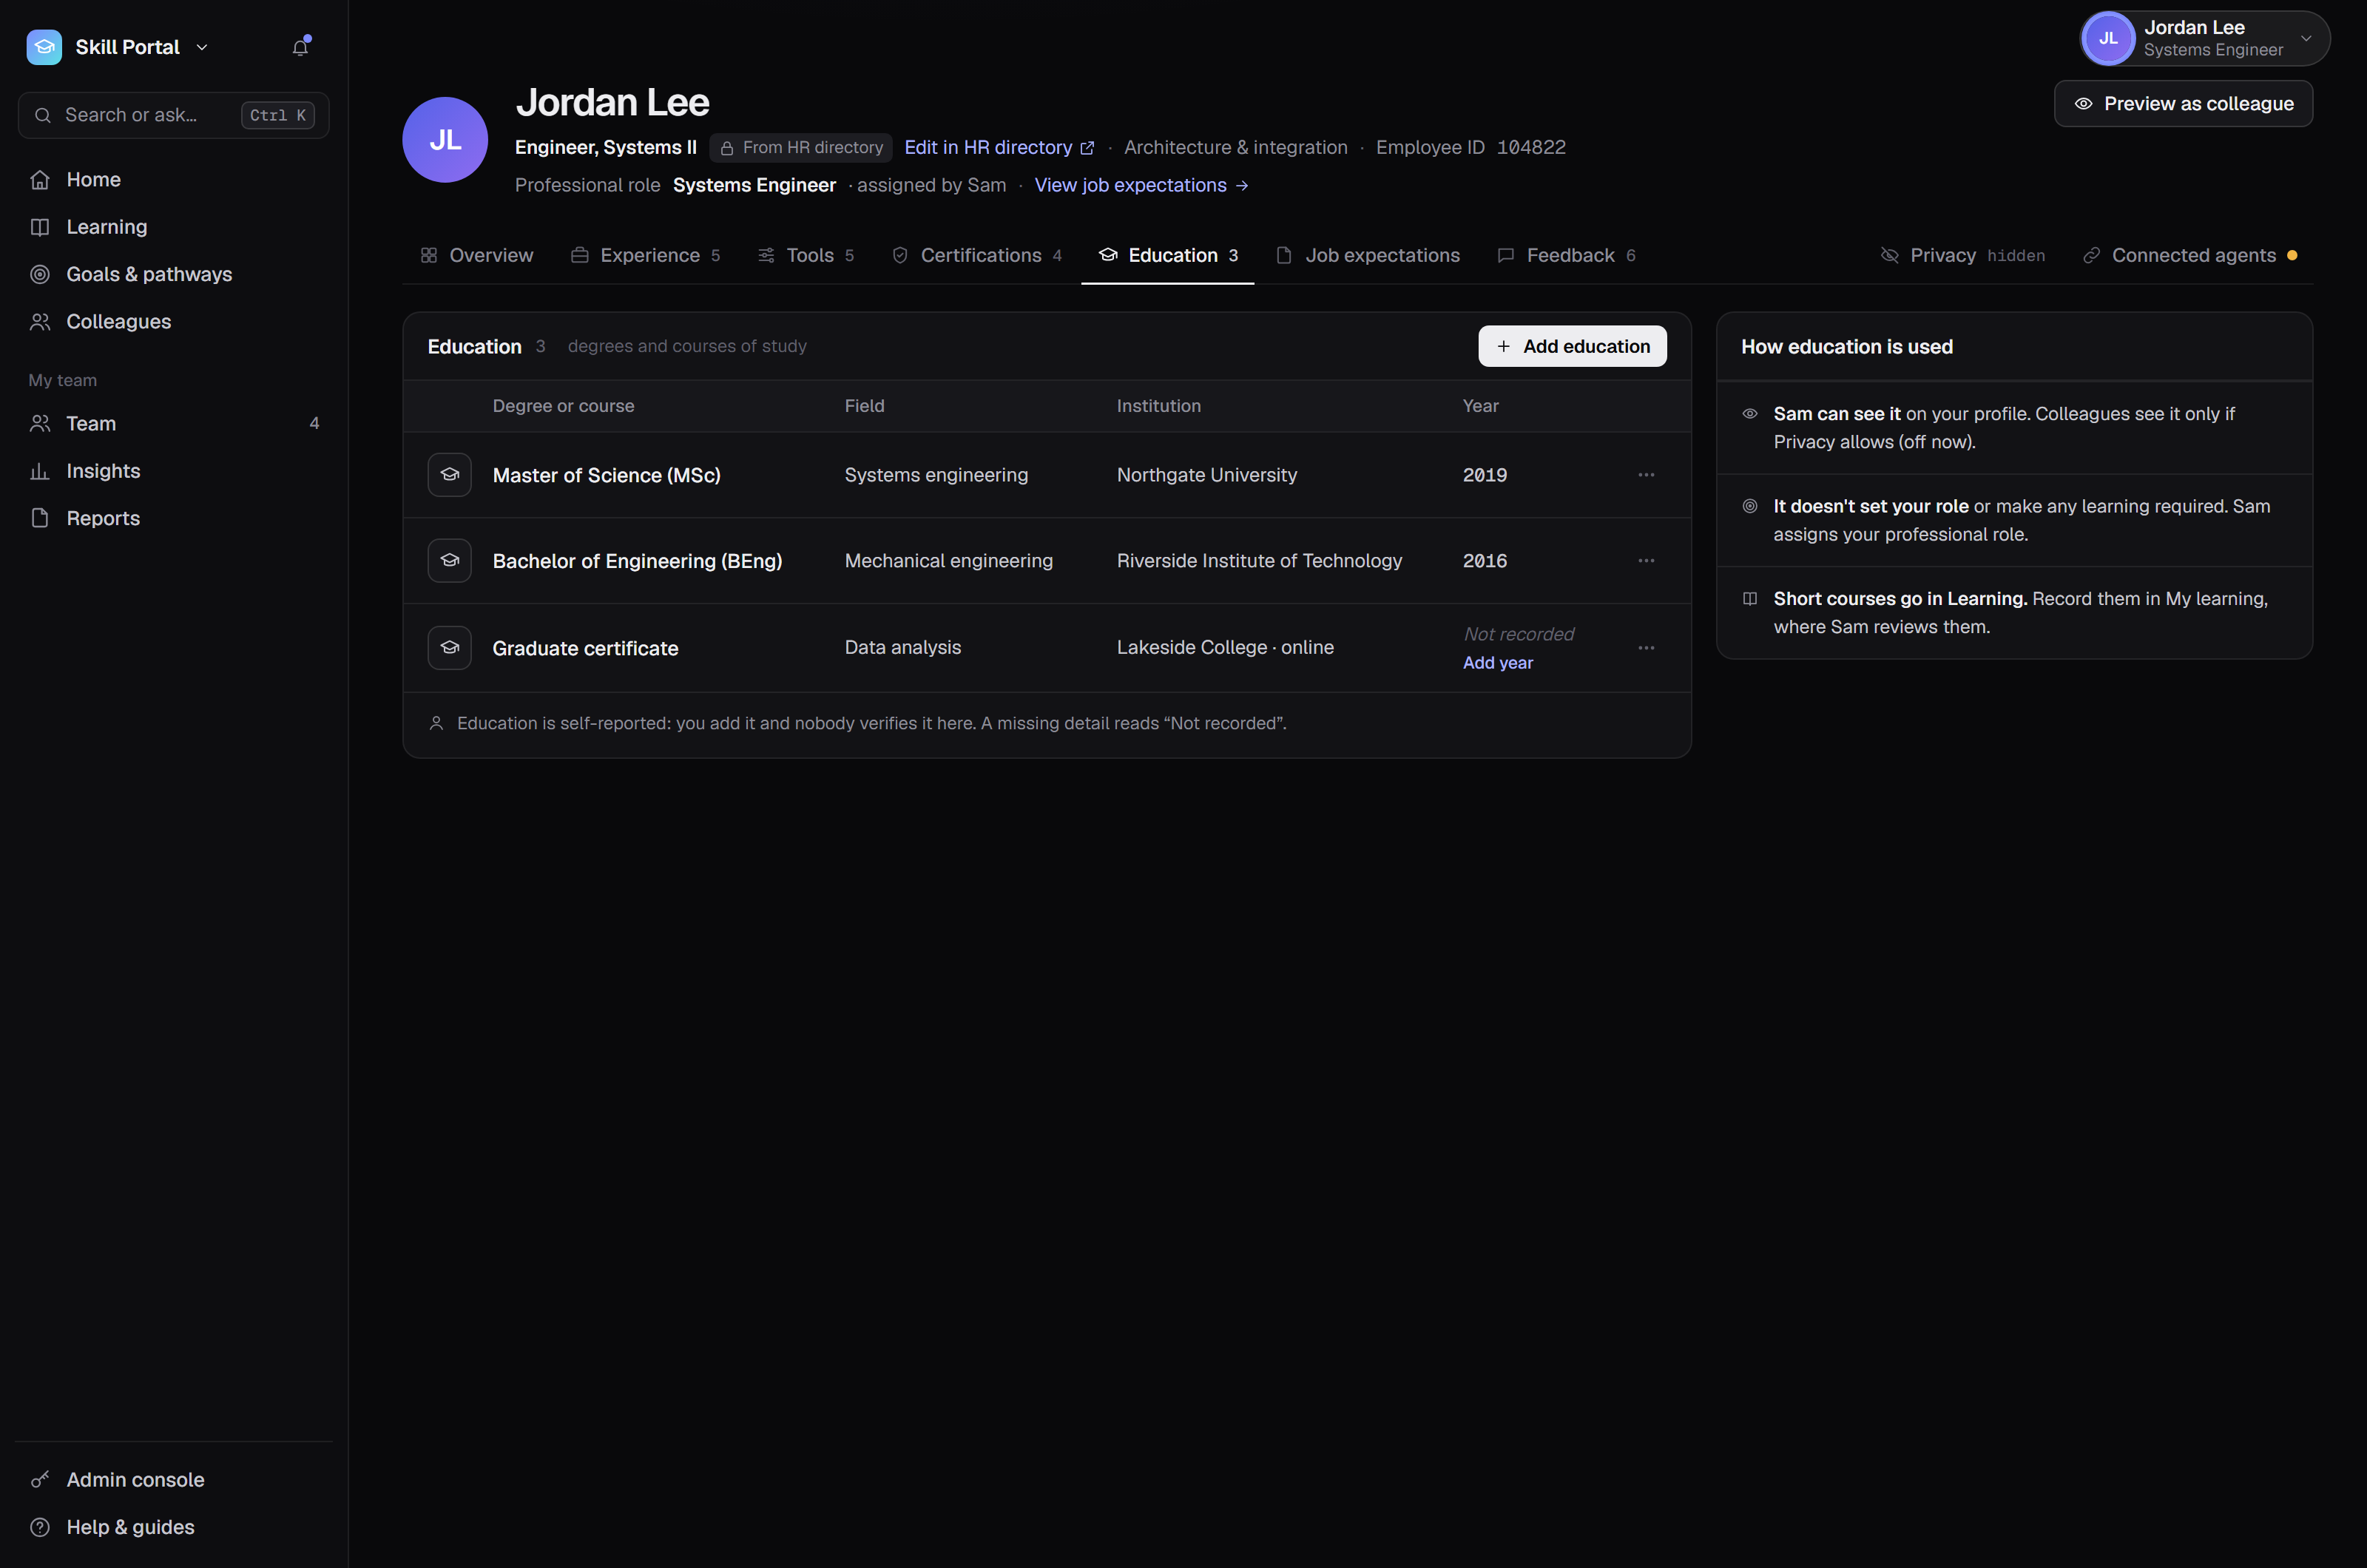 Skill Portal
Search or ask...
Ctrl K
Home
Learning
Goals & pathways
Colleagues
My team
Team 4
Insights
Reports
Admin console
Help & guides
JL
Jordan Lee
Systems Engineer
JL
Jordan Lee
Preview as colleague
Engineer, Systems II From HR directory Edit in HR directory · Architecture & integration · Employee ID 104822
Professional role Systems Engineer · assigned by Sam · View job expectations →
Overview Experience 5 Tools 5 Certifications 4 Education 3 Job expectations Feedback 6 Privacy hidden Connected agents
Education 3 degrees and courses of study + Add education
Degree or course Field Institution Year
Master of Science (MSc) Systems engineering Northgate University 2019 ···
Bachelor of Engineering (BEng) Mechanical engineering Riverside Institute of Technology 2016 ···
Graduate certificate Data analysis Lakeside College · online Not recorded ···
Add year
Education is self-reported: you add it and nobody verifies it here. A missing detail reads “Not recorded”.
How education is used
Sam can see it on your profile. Colleagues see it only if
Privacy allows (off now).
It doesn't set your role or make any learning required. Sam
assigns your professional role.
Short courses go in Learning. Record them in My learning,
where Sam reviews them.